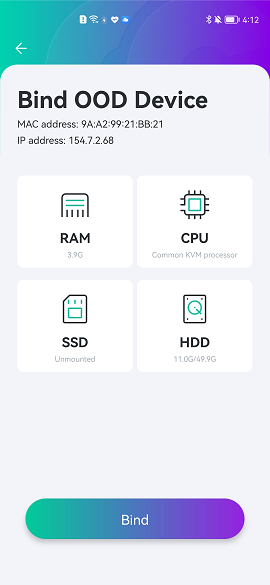 4:12
Bind OOD Device
MAC address: 9A:A2:99:21:BB:21
IP address: 154.7.2.68
RAM
3.9G
CPU
Common KVM processor
SSD
Unmounted
HDD
11.0G/49.9G
Bind